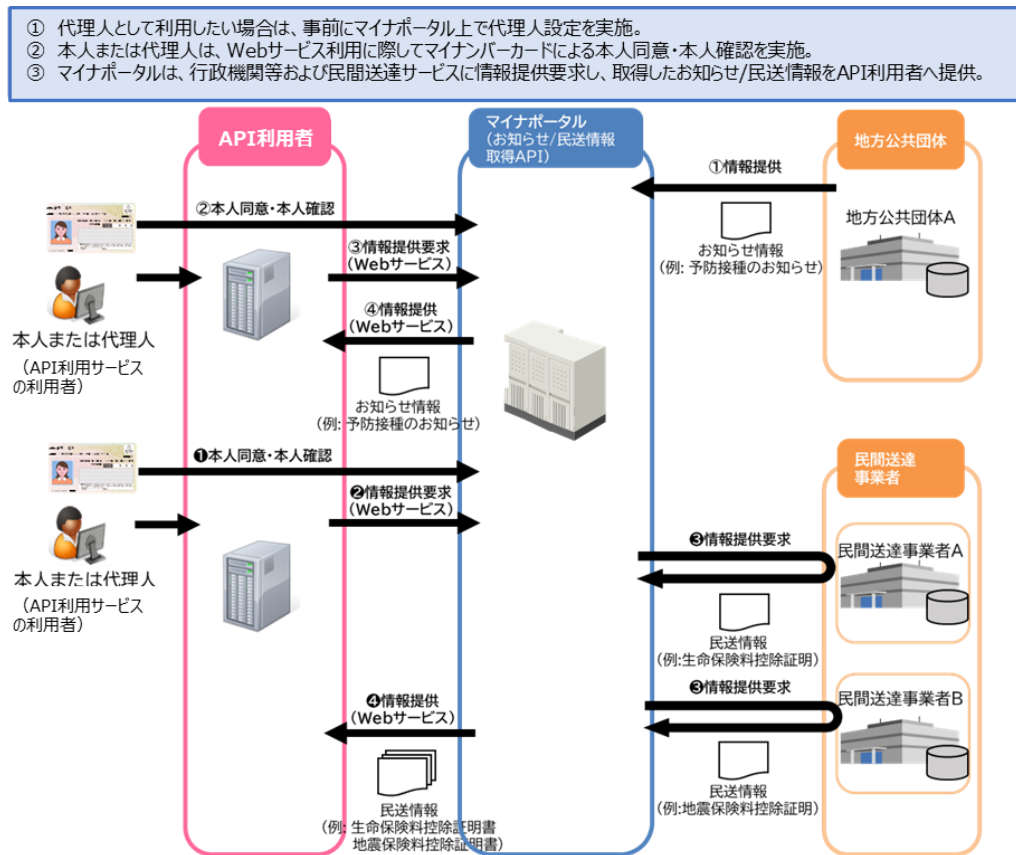 ① 代理人として利用したい場合は、事前にマイナポータル上で代理人設定を実施。
② 本人または代理人は、Webサービス利用に際してマイナンバーカードによる本人同意・本人確認を実施。
③ マイナポータルは、行政機関等および民間送達サービスに情報提供要求し、取得したお知らせ/民送情報をAPI利用者へ提供。
API利用者
マイナポータル
(お知らせ/民送情報
取得API)
地方公共団体
①情報提供
お知らせ情報
(例: 予防接種のお知らせ)
地方公共団体A
②本人同意・本人確認
③情報提供要求
(Webサービス)
④情報提供
(Webサービス)
お知らせ情報
(例: 予防接種のお知らせ)
本人または代理人
(API利用サービス
の利用者)
❶本人同意・本人確認
❷情報提供要求
(Webサービス)
本人または代理人
(API利用サービス
の利用者)
民間送達
事業者
❸情報提供要求
民間送達事業者A
民送情報
(例:生命保険料控除証明)
❸情報提供要求
民間送達事業者B
民送情報
(例:地震保険料控除証明)
❹情報提供
(Webサービス)
民送情報
(例: 生命保険料控除証明書
地震保険料控除証明書)